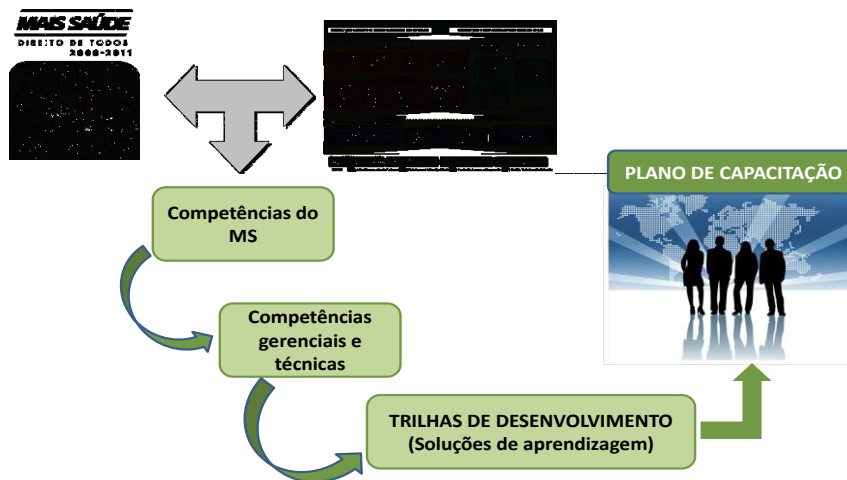 MAIS SAÚDE
DIREITO DE TODOS
2008-2011
PLANO DE CAPACITAÇÃO
Competências do
MS
Competências
gerenciais e
técnicas
TRILHAS DE DESENVOLVIMENTO
(Soluções de aprendizagem)